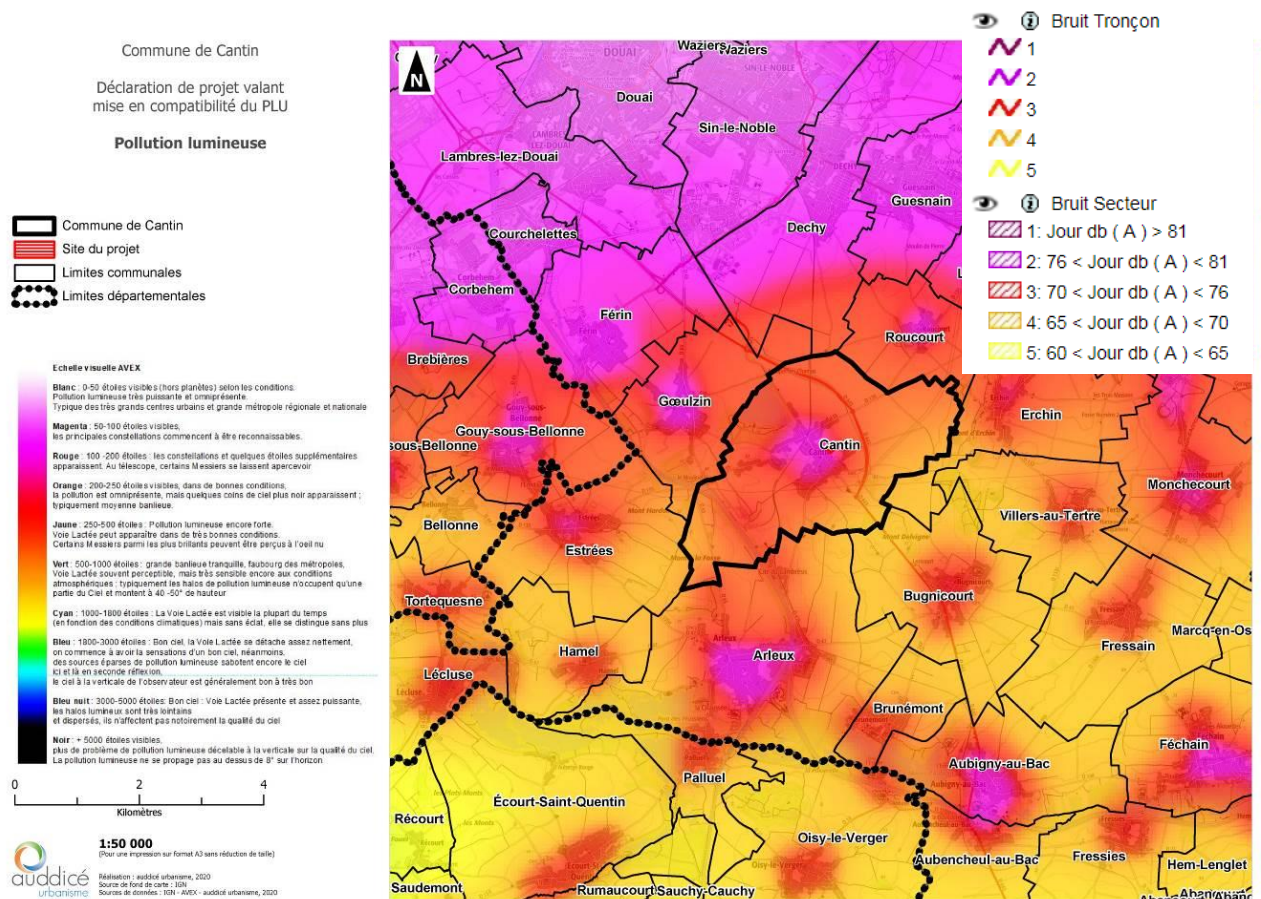 Commune de Cantin
Déclaration de projet valant
mise en compatibilité du PLU
Pollution lumineuse
Commune de Cantin
Site du projet
Limites communales
Limites départementales
Echelle visuelle AVEX
Blanc : 0-50 étoiles visibles (hors planètes) selon les conditions.
Pollution lumineuse très puissante et omniprésente.
Typique des très grands centres urbains et grande métropole régionale et nationale
Magenta : 50-100 étoiles visibles,
les principales constellations commencent à être reconnaissables.
Rouge : 100 -200 étoiles : les constellations et quelques étoiles supplémentaires
apparaissent. Au télescope, certains Messiers se laissent apercevoir
Orange : 200-250 étoiles visibles, dans de bonnes conditions,
la pollution est omniprésente, mais quelques coins de ciel plus noir apparaissent ;
typiquement moyenne banlieue.
Jaune : 250-500 étoiles : Pollution lumineuse encore forte.
Voie Lactée peut apparaître dans de très bonnes conditions.
Certains Messiers parmi les plus brillants peuvent être perçus à l'oeil nu
Vert : 500-1000 étoiles : grande banlieue tranquille, faubourg des métropoles,
Voie Lactée souvent perceptible, mais très sensible encore aux conditions
atmosphériques : typiquement les halos de pollution lumineuse n'occupent qu'une
partie du Ciel et montent à 40 -50° de hauteur
Cyan : 1000-1800 étoiles : La Voie Lactée est visible la plupart du temps
(en fonction des conditions climatiques) mais sans éclat, elle se distingue sans plus
Bleu : 1800-3000 étoiles : Bon ciel, la Voie Lactée se détache assez nettement,
on commence à avoir la sensations d'un bon ciel, néanmoins,
des sources éparses de pollution lumineuse sabotent encore le ciel
ici et là en seconde réflexion,
le ciel à la verticale de l'observateur est généralement bon à très bon
Bleu nuit : 3000-5000 étoiles: Bon ciel : Voie Lactée présente et assez puissante,
les halos lumineux sont très lointains
et dispersés, ils n'affectent pas notoirement la qualité du ciel
Noir : + 5000 étoiles visibles,
plus de problème de pollution lumineuse décelable à la verticale sur la qualité du ciel.
La pollution lumineuse ne se propage pas au dessus de 8° sur l'horizon
0 2 4
Kilomètres
1:50 000
(Pour une impression sur format A3 sans réduction de taille)
auddicé
urbanisme
Réalisation : auddicé urbanisme, 2020
Source de fond de carte : IGN
Sources de données : IGN - AVEX - auddicé urbanisme, 2020
N
Bruit Tronçon
1
2
3
4
5
Bruit Secteur
1: Jour db ( A ) > 81
2: 76 < Jour db ( A ) < 81
3: 70 < Jour db ( A ) < 76
4: 65 < Jour db ( A ) < 70
5: 60 < Jour db ( A ) < 65
DOUAI
Waziers
Waziers
SIN-LE-NOBLE
Douai
Sin-le-Noble
LAMBRES
LEZ-DOUAI
Lambres-lez-Douai
Guesnain
Courchelettes
Dechy
Corbehem
Férin
Brebières
Roucourt
Gœulzin
Erchin
Gouy-sous-Bellonne
sous-Bellonne
Cantin
Monchecourt
Bellonne
Villers-au-Tertre
Estrées
Bugnicourt
Tortequesne
Marcq-en-Os
Fressain
Hamel
Arleux
Lécluse
Brunémont
Féchain
Palluel
Aubigny-au-Bac
Écourt-Saint-Quentin
Récourt
Oisy-le-Verger
Aubencheul-au-Bac
Fressies
Hem-Lenglet
Saudemont
Rumaucourt
Sauchy-Cauchy